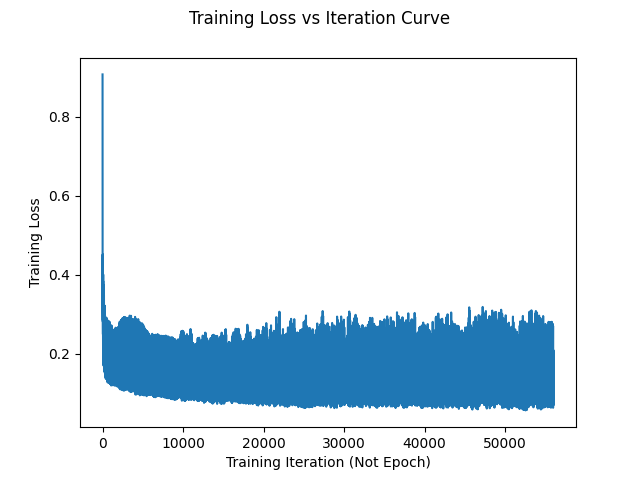 Training Loss vs Iteration Curve
Training Loss
0.8
0.6
0.4
0.2
0 10000 20000 30000 40000 50000
Training Iteration (Not Epoch)